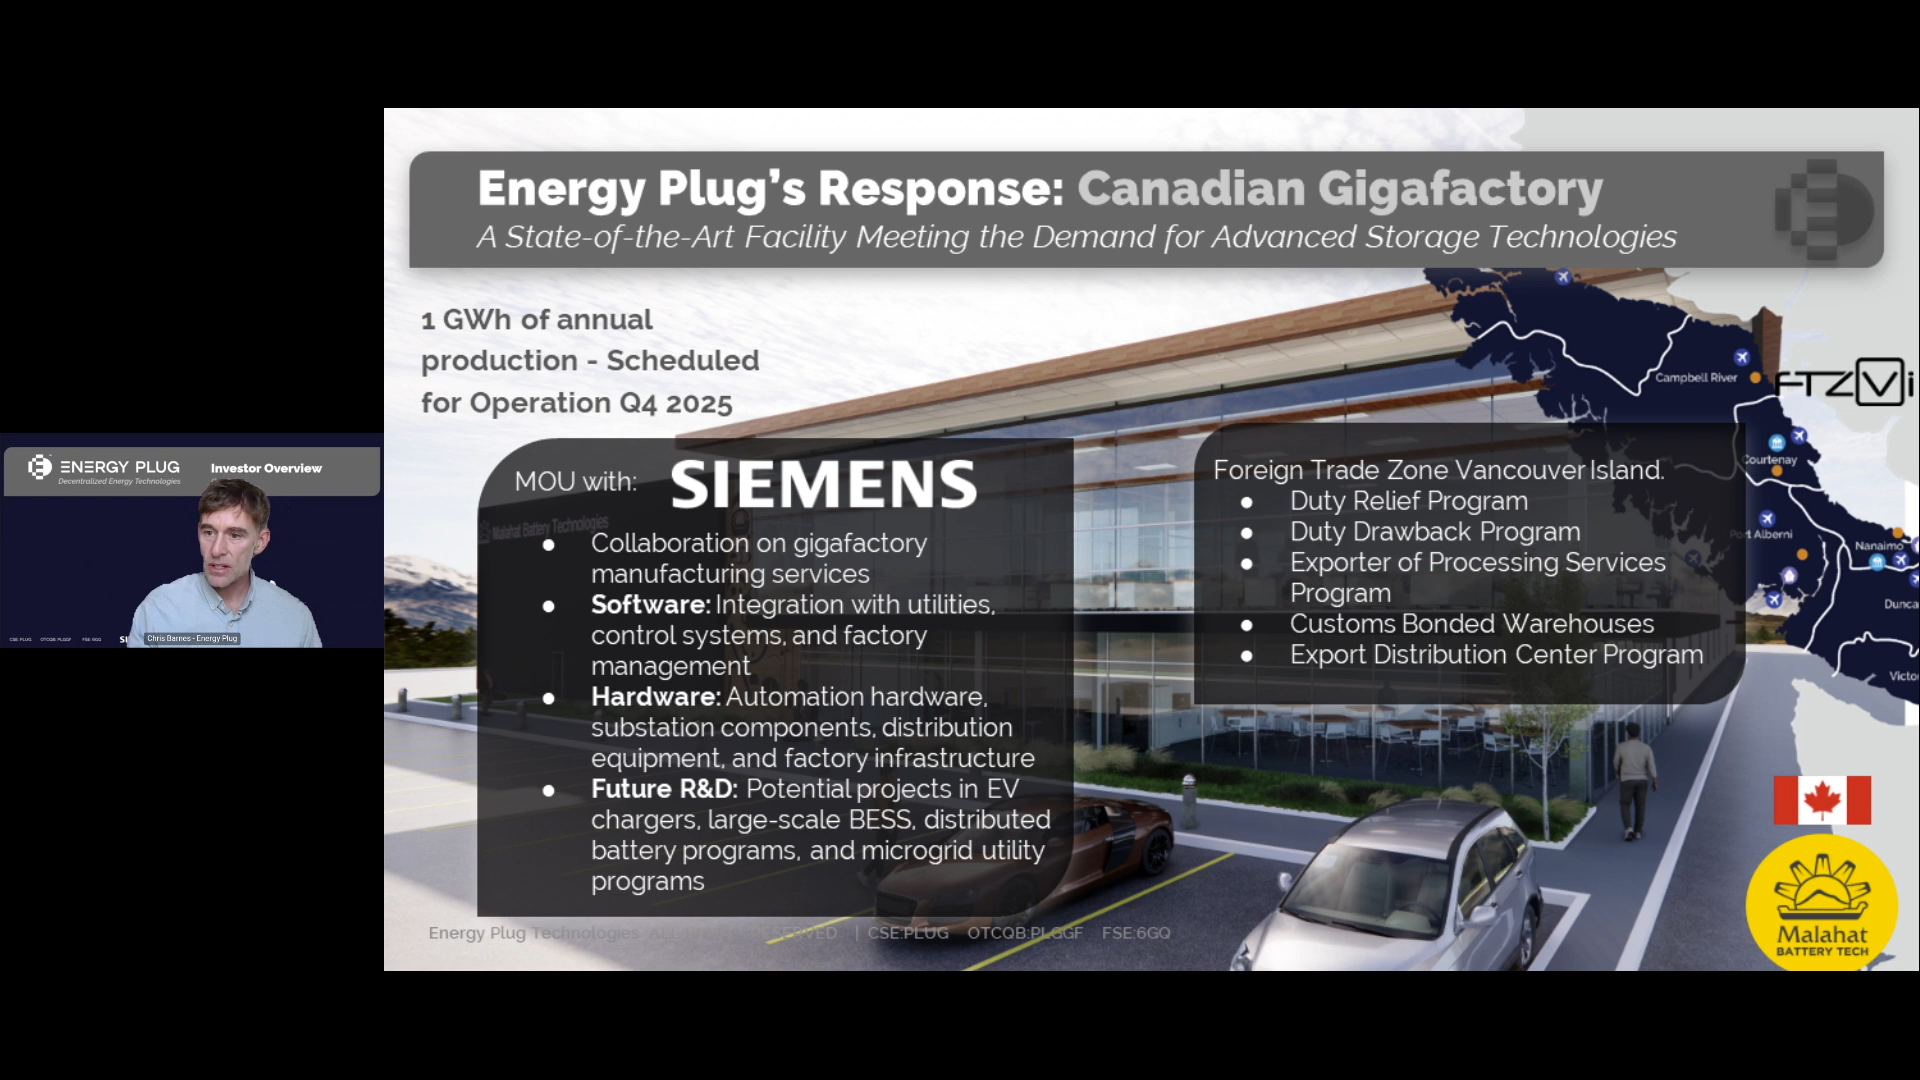 ENERGY PLUG
Decentralized Energy Technologies
Investor Overview
CSE:PLUG OTCQB:PLGGF FSE:6GQ
SI
Chris Barnes - Energy Plug
Energy Plug's Response: Canadian Gigafactory
A State-of-the-Art Facility Meeting the Demand for Advanced Storage Technologies
1 GWh of annual
production - Scheduled
for Operation Q4 2025
MOU with: SIEMENS
Malahat Battery Technologies
● Collaboration on gigafactory
manufacturing services
● Software: Integration with utilities,
control systems, and factory
management
● Hardware: Automation hardware,
substation components, distribution
equipment, and factory infrastructure
● Future R&D: Potential projects in EV
chargers, large-scale BESS, distributed
battery programs, and microgrid utility
programs
Foreign Trade Zone Vancouver Island.
● Duty Relief Program
● Duty Drawback Program
● Exporter of Processing Services
Program
● Customs Bonded Warehouses
● Export Distribution Center Program
Campbell River
FTZVi
Courtenay
Port Alberni
Nanaimo
Dunca
Victo
Malahat
BATTERY TECH
Energy Plug Technologies ALL RESERVED | CSE:PLUG OTCQB:PLGGF FSE:6GQ